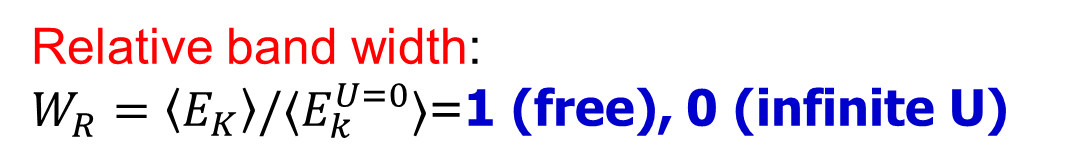 Relative band width:
𝑊_𝑅 = ⟨𝐸_𝐾⟩/⟨𝐸_𝑘^{𝑈=0}⟩=1 (free), 0 (infinite U)